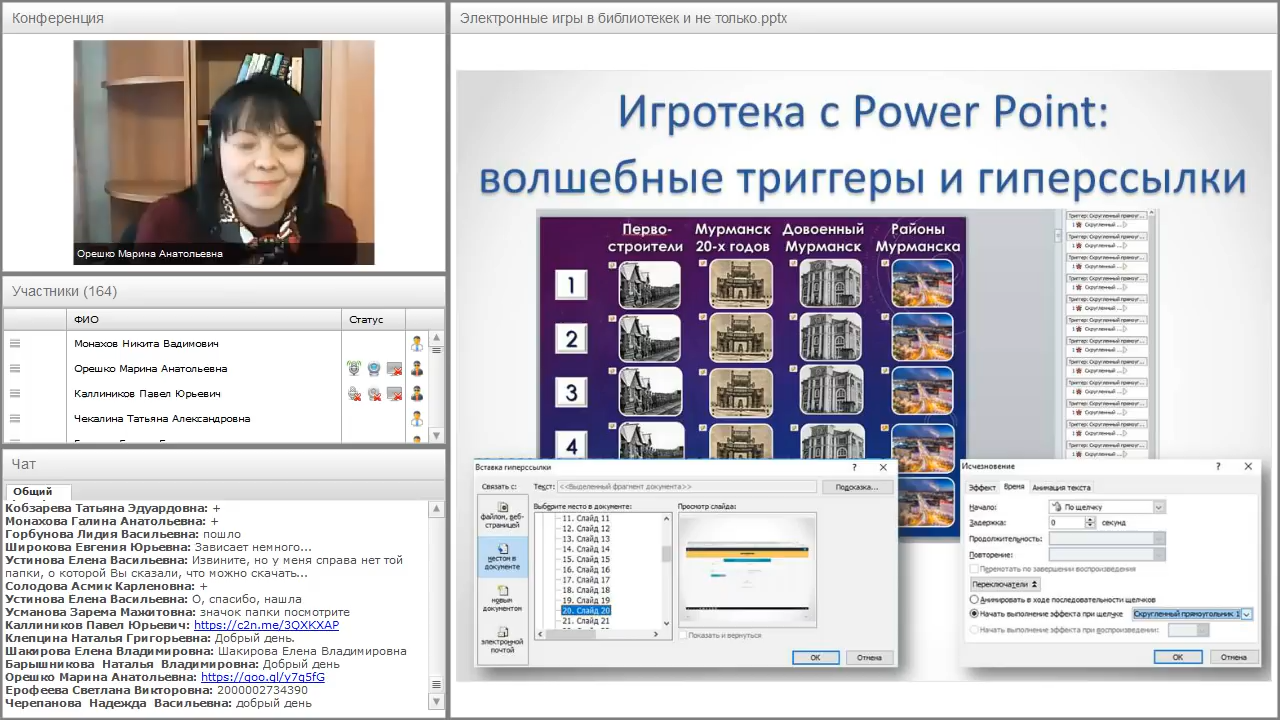 Конференция
Орешко Марина Анатольевна
Участники (164)
ФИО
Статус
Монахов Никита Вадимович
Орешко Марина Анатольевна
Каллиников Павел Юрьевич
Чекалина Татьяна Александровна
Чат
Общий
Кобзарева Татьяна Эдуардовна: +
Монахова Галина Анатольевна: +
Горбунова Лидия Васильевна: пошло
Широкова Евгения Юрьевна: Зависает немного...
Устинова Елена Васильевна: Извините, но у меня справа нет той
папки, о которой Вы сказали, что можно скачать...
Солодова Асмик Карленовна: +
Устинова Елена Васильевна: О, спасибо, на
Усманова Зарема Мажитовна: значок папки смотрите
Каллиников Павел Юрьевич:
Клепцина Наталья Григорьевна: Добрый день.
Шакирова Елена Владимировна: Шакирова Елена Владимировна
Барышникова Наталья Владимировна: Добрый день
Орешко Марина Анатольевна: https://goo.gl/y7q5fG
Ерофеева Светлана Викторовна: 2000002734390
Черепанова Надежда Васильевна: добрый день
Электронные игры в библиотекек и не только.pptx
Игротека с Power Point:
волшебные триггеры и гиперссылки
Перво-
строители
Мурманск
20-х годов
Довоенный
Мурманск
Районы
Мурманска
1
2
3
4
Вставка гиперссылки
? ×
Связать с:
Текст: <<Выделенный фрагмент документа>>
Подсказка...
файлом, веб-
страницей
местом в
документе
новым
документом
электронной
почтой
Выберите место в документе:
11. Слайд 11
12. Слайд 12
13. Слайд 13
14. Слайд 14
15. Слайд 15
16. Слайд 16
17. Слайд 17
18. Слайд 18
19. Слайд 19
20. Слайд 20
21. Слайд 21
Просмотр слайда:
Показать и вернуться
ОК
Отмена
Исчезновение
? ×
Эффект
Время
Анимация текста
Начало: По щелчку
Задержка: 0 секунд
Продолжительность:
Повторение:
Перемотать по завершении воспроизведения
Переключатели
Анимировать в ходе последовательности щелчков
Начать выполнение эффекта при щелчке
Скругленный прямоугольник 1
Начать выполнение эффекта при воспроизведении:
ОК
Отмена